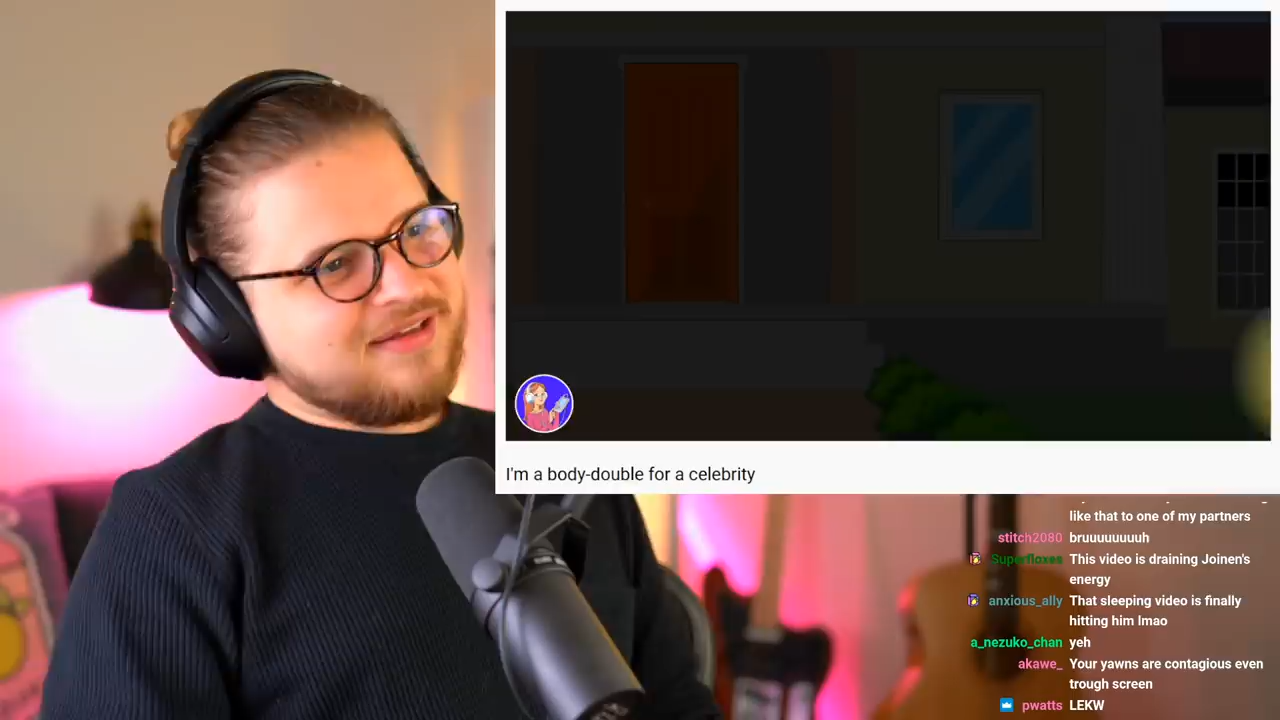 I'm a body-double for a celebrity
like that to one of my partners
stitch2080 bruuuuuuuuh
Superfloxes This video is draining Joinen's
energy
anxious_ally That sleeping video is finally
hitting him lmao
a_nezuko_chan yeh
akawe_ Your yawns are contagious even
trough screen
pwatts LEKW